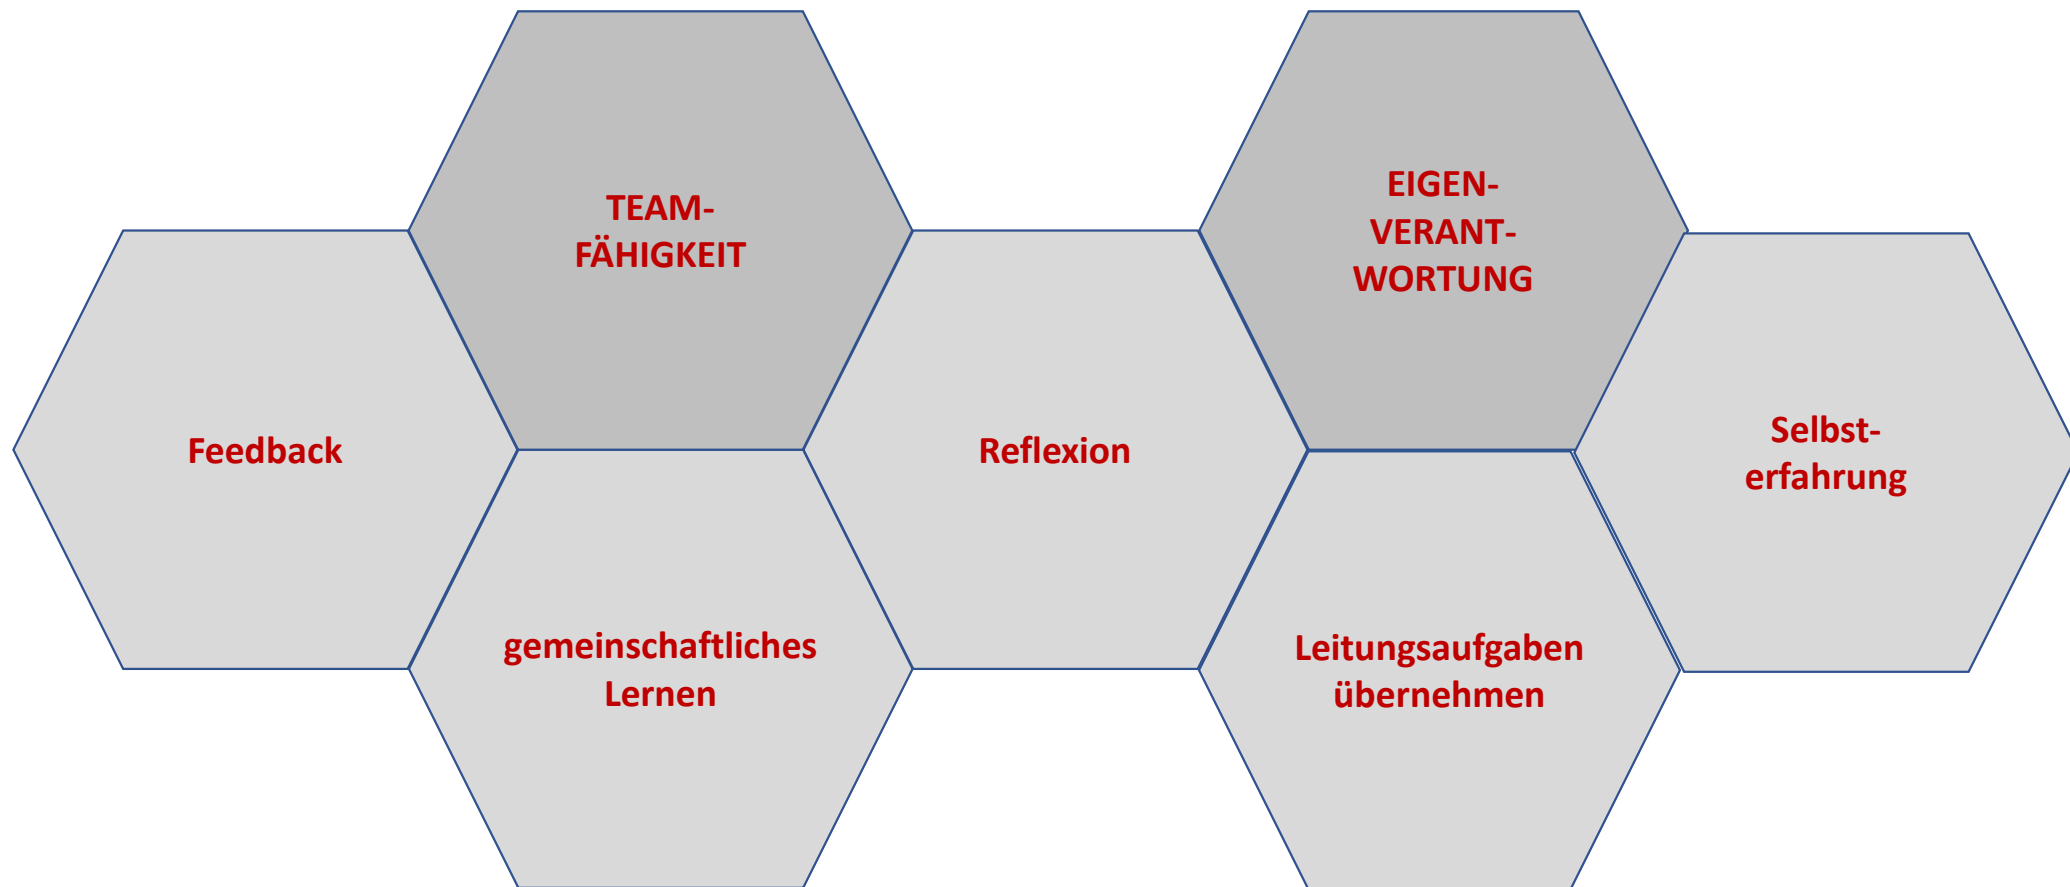 TEAM-
FÄHIGKEIT
EIGEN-
VERANT-
WORTUNG
Feedback
Reflexion
Selbst-
erfahrung
gemeinschaftliches
Lernen
Leitungsaufgaben
übernehmen